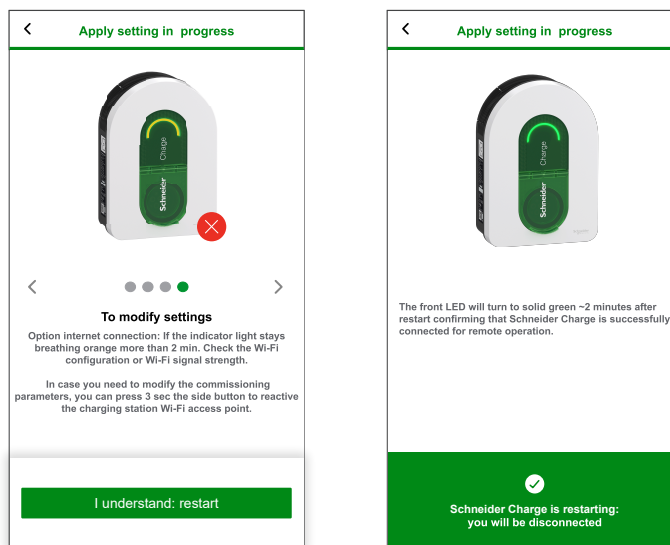 Apply setting in progress
Schneider Charge
To modify settings
Option internet connection: If the indicator light stays
breathing orange more than 2 min. Check the Wi-Fi
configuration or Wi-Fi signal strength.
In case you need to modify the commissioning
parameters, you can press 3 sec the side button to reactive
the charging station Wi-Fi access point.
I understand: restart
Apply setting in progress
Schneider Charge
The front LED will turn to solid green ~2 minutes after
restart confirming that Schneider Charge is successfully
connected for remote operation.
Schneider Charge is restarting:
you will be disconnected